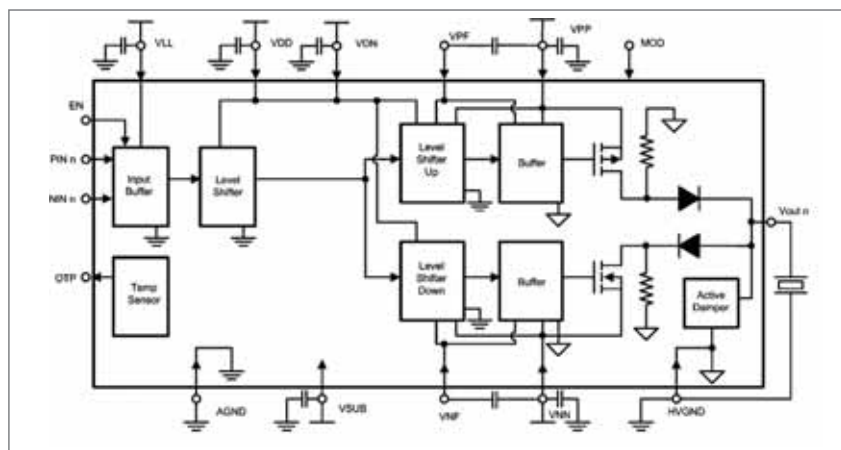 VLL
VDD
VDN
VPF
VPP
MOD
EN
PIN n
NIN n
OTP
Input
Buffer
Level
Shifter
Level
Shifter
Up
Buffer
Level
Shifter
Down
Buffer
Temp
Sensor
Active
Damper
Vout n
AGND
VSUB
VNF
VNN
HVGND